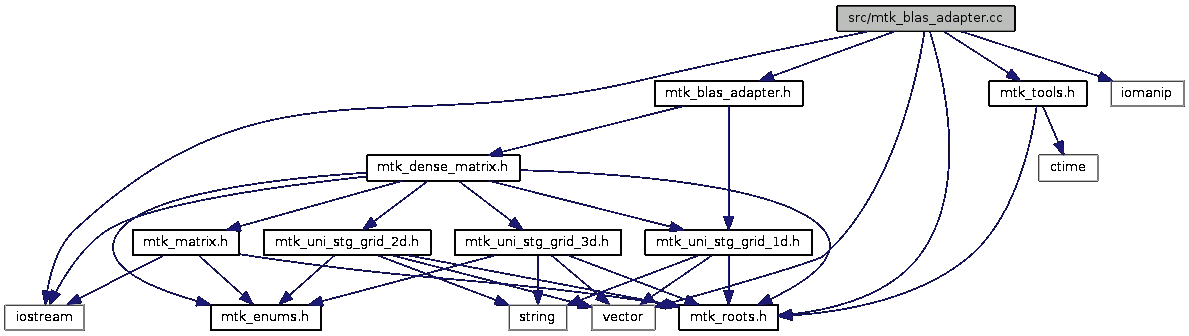 src/mtk_blas_adapter.cc
mtk_blas_adapter.h
mtk_tools.h
iomanip
mtk_dense_matrix.h
ctime
mtk_matrix.h
mtk_uni_stg_grid_2d.h
mtk_uni_stg_grid_3d.h
mtk_uni_stg_grid_1d.h
iostream
mtk_enums.h
string
vector
mtk_roots.h